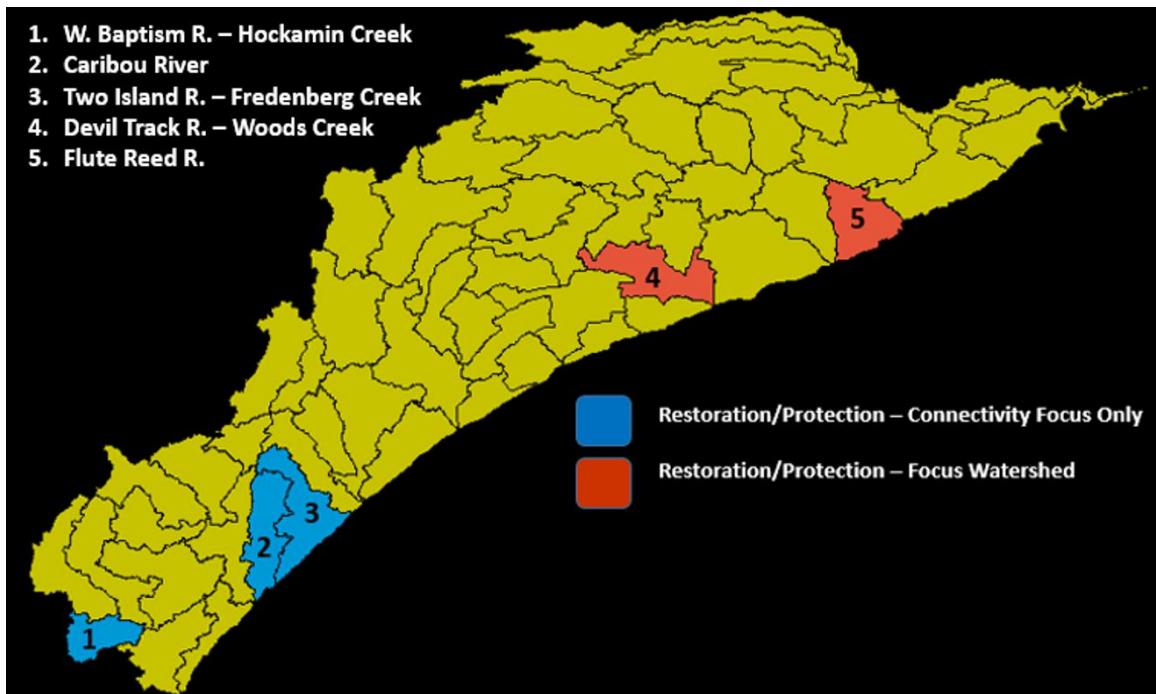 1. W. Baptism R. – Hockamin Creek
2. Caribou River
3. Two Island R. – Fredenberg Creek
4. Devil Track R. – Woods Creek
5. Flute Reed R.
5
4
Restoration/Protection – Connectivity Focus Only
Restoration/Protection – Focus Watershed
3
2
1